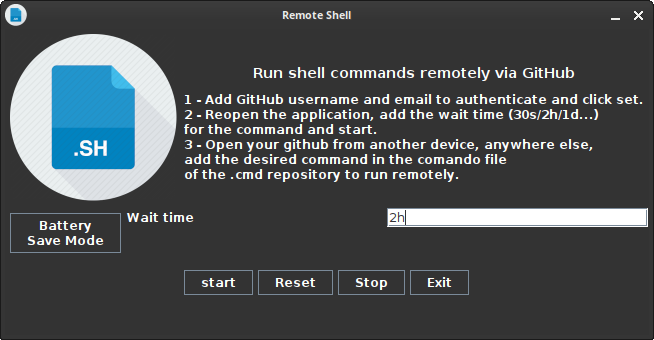 Remote Shell
Run shell commands remotely via GitHub
1 - Add GitHub username and email to authenticate and click set.
2 - Reopen the application, add the wait time (30s/2h/1d...)
for the command and start.
3 - Open your github from another device, anywhere else,
add the desired command in the comando file
of the .cmd repository to run remotely.
.SH
Battery
Save Mode
Wait time
2h
start
Reset
Stop
Exit